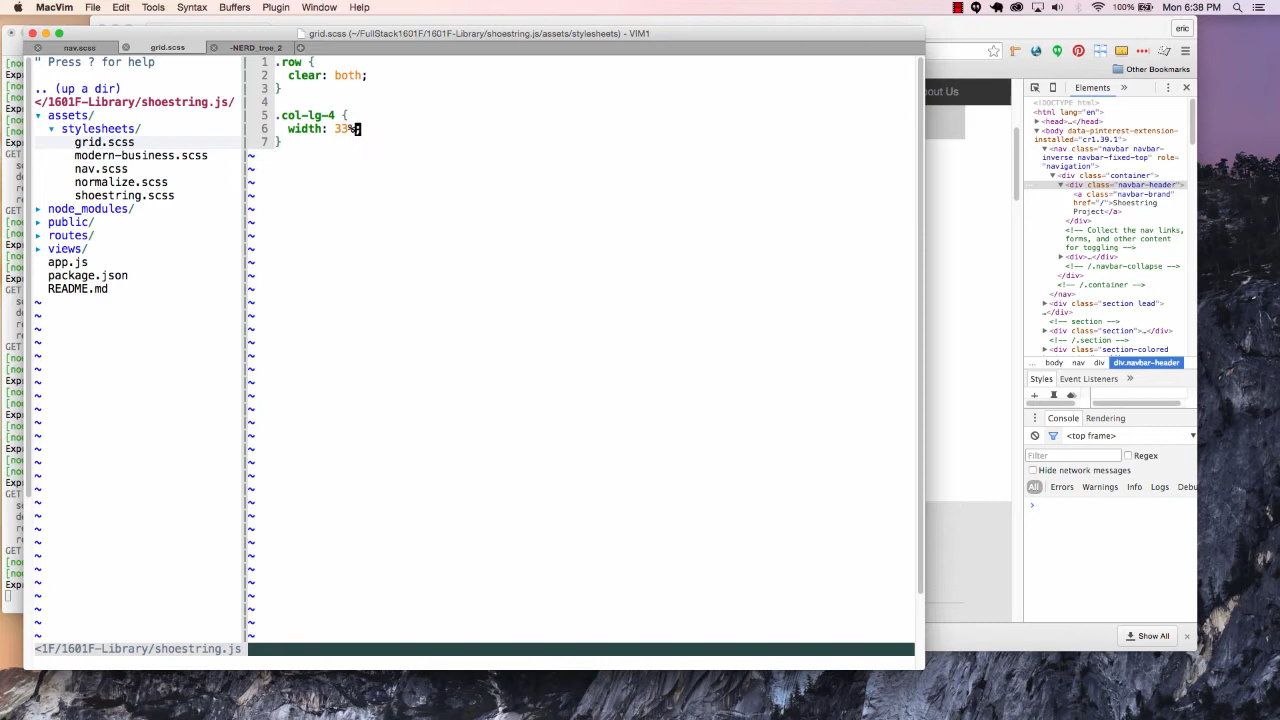 MacVim File Edit Tools Syntax Buffers Plugin Window Help
100% Mon 6:38 PM
grid.scss (~/FullStack1601F/1601F-Library/shoestring.js/assets/stylesheets) - VIM1
eric
nav.scss grid.scss -NERD_tree_2
Other Bookmarks
" Press ? for help
.. (up a dir)
</1601F-Library/shoestring.js/
assets/
stylesheets/
grid.scss
modern-business.scss
nav.scss
normalize.scss
shoestring.scss
node_modules/
public/
routes/
views/
app.js
package.json
README.md
<1F/1601F-Library/shoestring.js
1 .row {
2 clear: both;
3 }
4
5 .col-lg-4 {
6 width: 33%;
7 }
out Us
Elements
<!DOCTYPE html>
<html lang="en">
<head>…</head>
<body data-pinterest-extension-
installed="cr1.39.1">
<nav class="navbar navbar-
inverse navbar-fixed-top" role=
"navigation">
<div class="container">
<div class="navbar-header">
<a class="navbar-brand"
href="/">Shoestring
Project</a>
</div>
<!-- Collect the nav links,
forms, and other content
for toggling -->
<div>…</div>
<!-- /.navbar-collapse -->
</div>
<!-- /.container -->
</nav>
<div class="section lead">
…</div>
<!-- section -->
<div class="section">…</div>
<!-- /.section -->
<div class="section-colored
... body nav div div.navbar-header
Styles Event Listeners
Console Rendering
<top frame>
Filter Regex
Hide network messages
All Errors Warnings Info Logs Debu
Show All